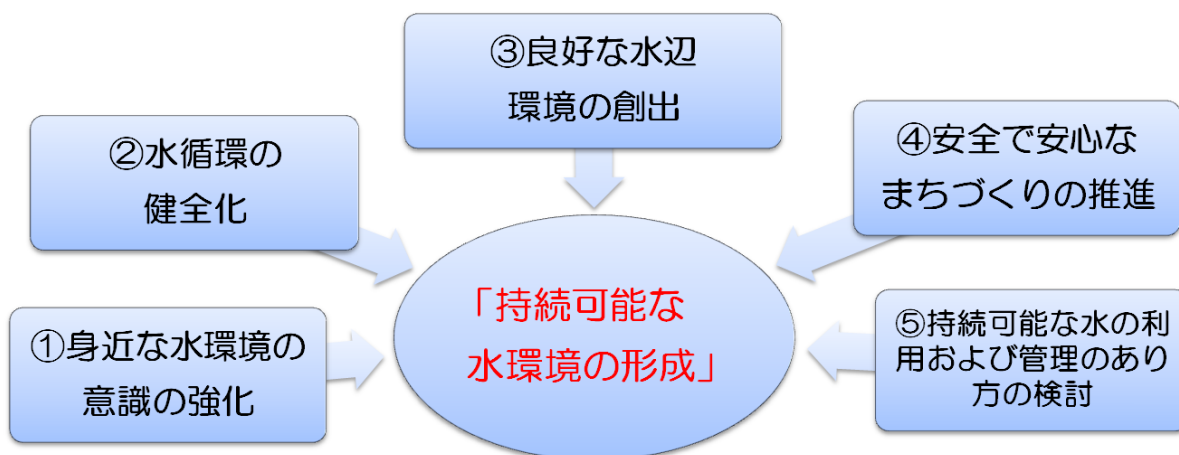 ③良好な水辺
環境の創出
②水循環の
健全化
④安全で安心な
まちづくりの推進
「持続可能な
水環境の形成」
①身近な水環境の
意識の強化
⑤持続可能な水の利
用および管理のあり
方の検討